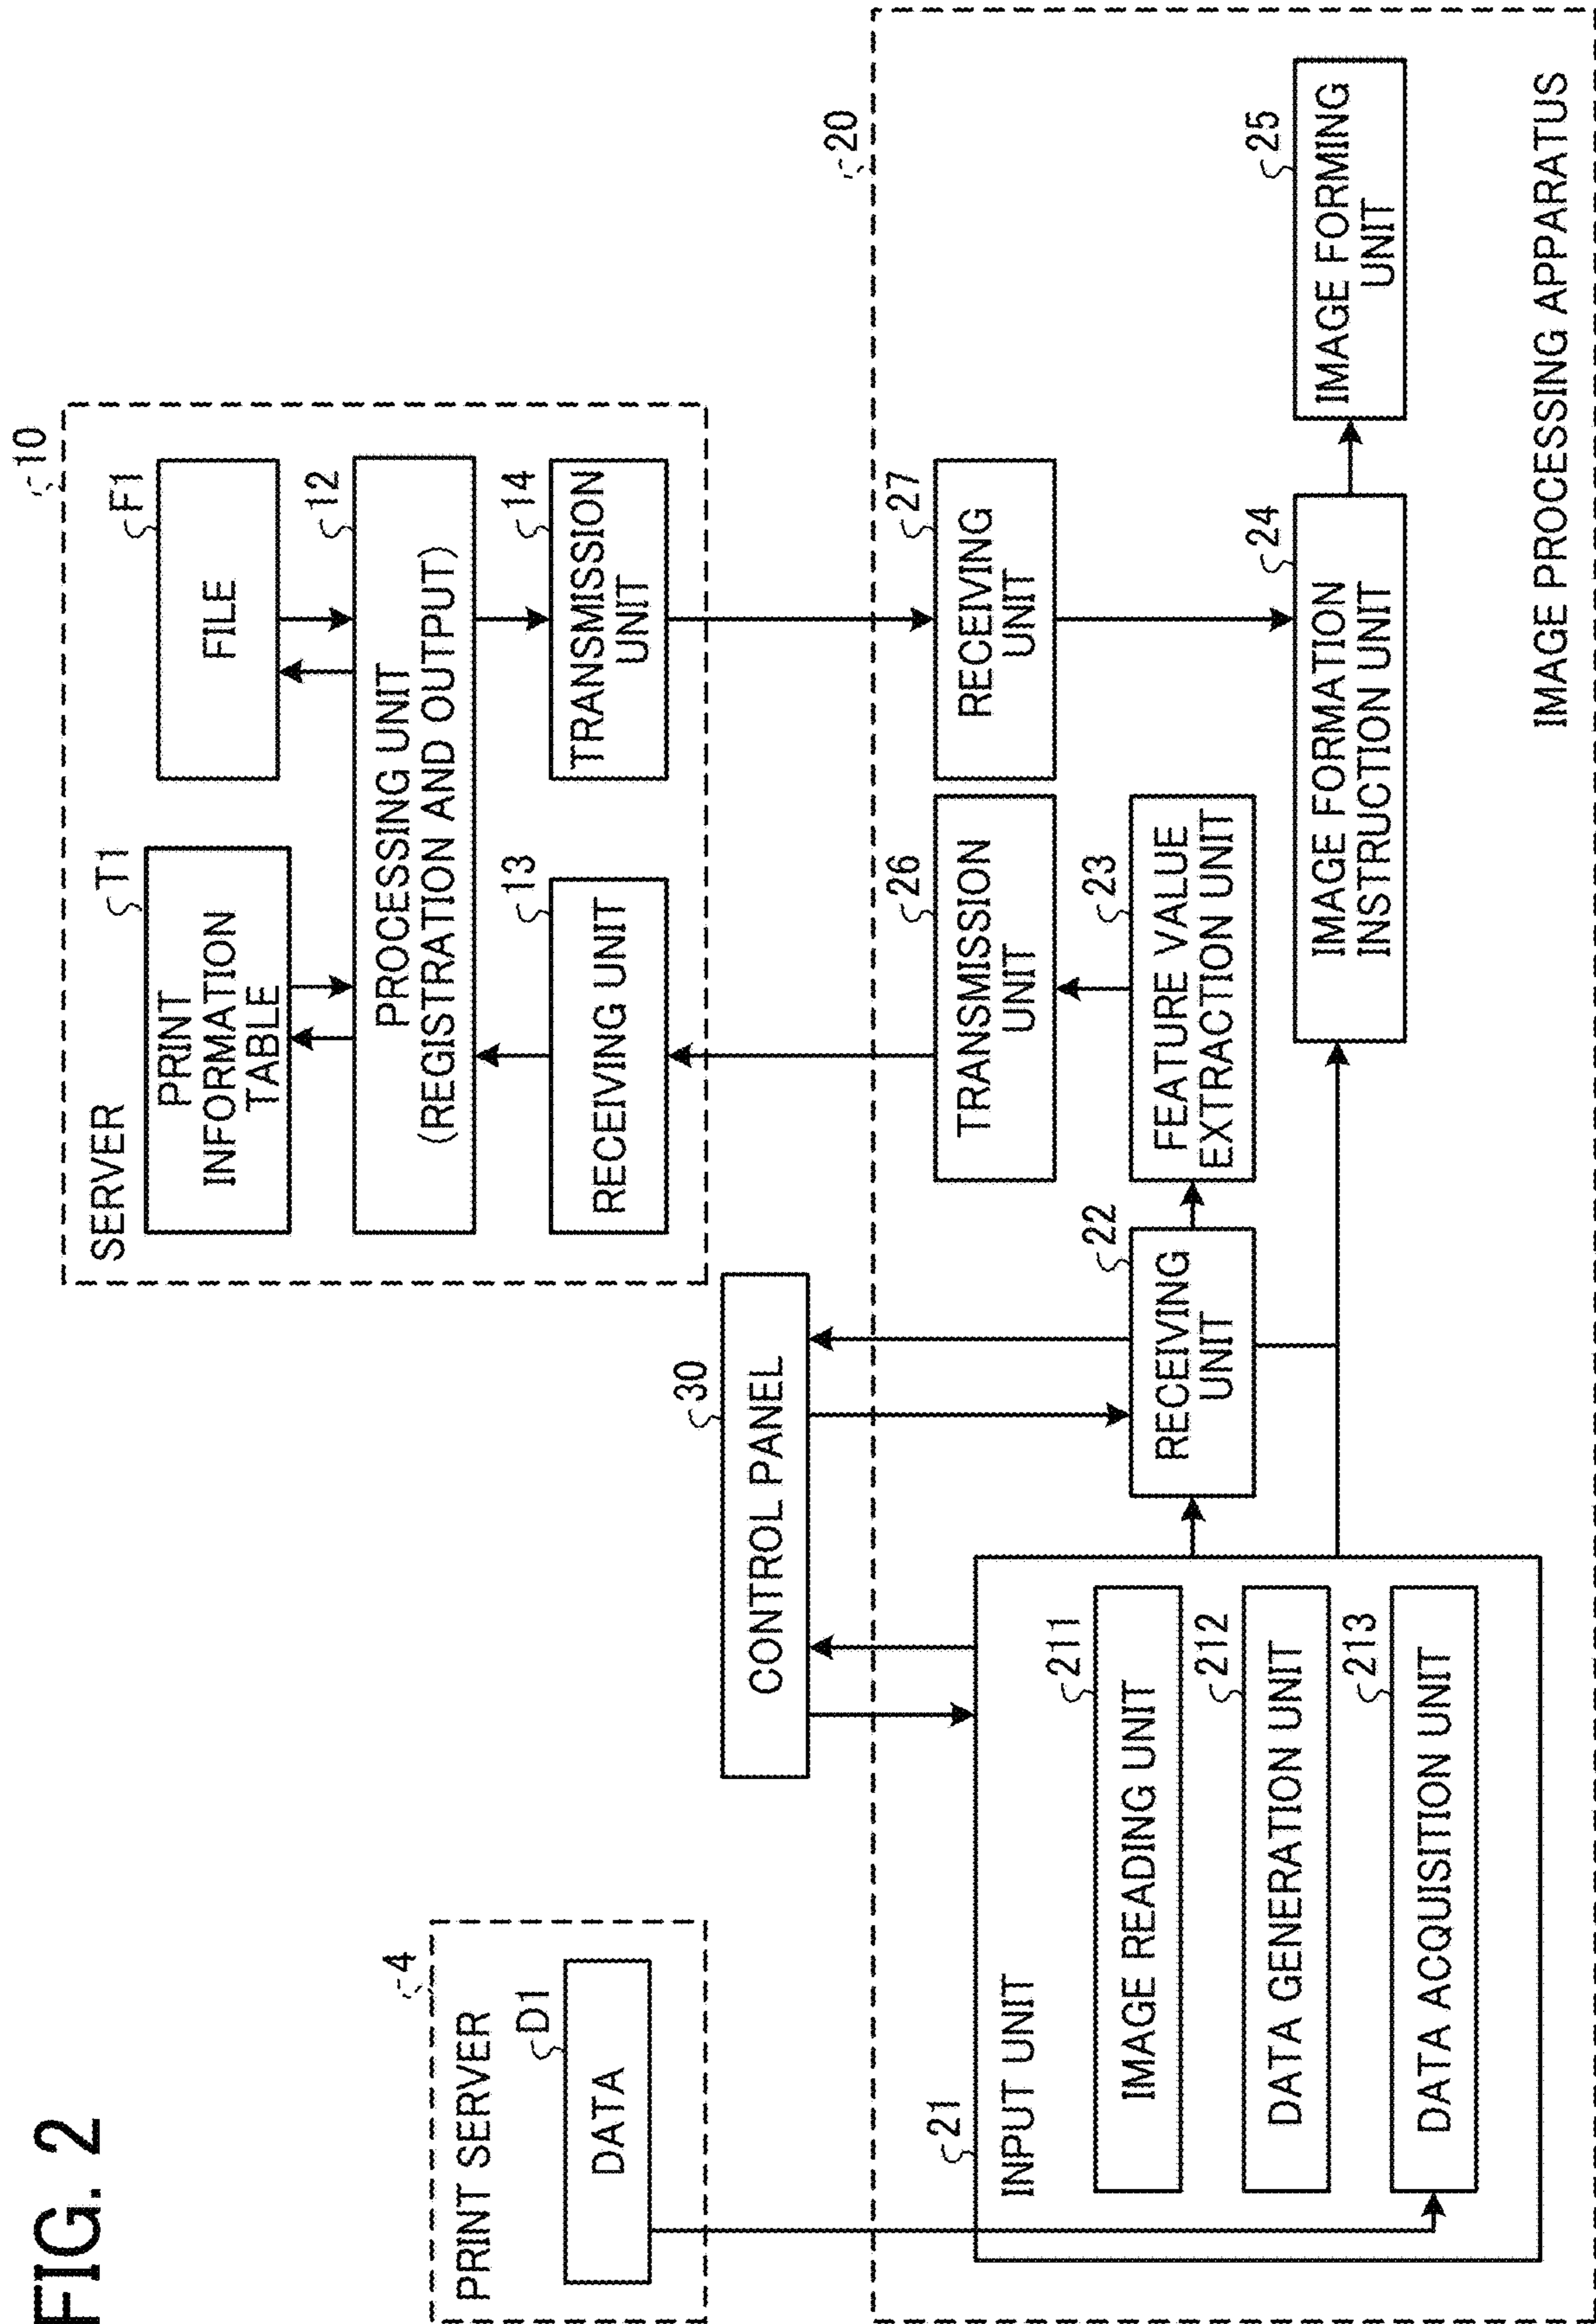 FIG. 2
PRINT SERVER
4
D1
DATA
SERVER
10
T1
PRINT
INFORMATION
TABLE
F1
FILE
12
PROCESSING UNIT
(REGISTRATION AND OUTPUT)
13
RECEIVING UNIT
14
TRANSMISSION
UNIT
30
CONTROL PANEL
20
21
INPUT UNIT
211
IMAGE READING UNIT
212
DATA GENERATION UNIT
213
DATA ACQUISITION UNIT
22
RECEIVING
UNIT
26
TRANSMISSION
UNIT
23
FEATURE VALUE
EXTRACTION UNIT
27
RECEIVING
UNIT
24
IMAGE FORMATION
INSTRUCTION UNIT
25
IMAGE FORMING
UNIT
IMAGE PROCESSING APPARATUS